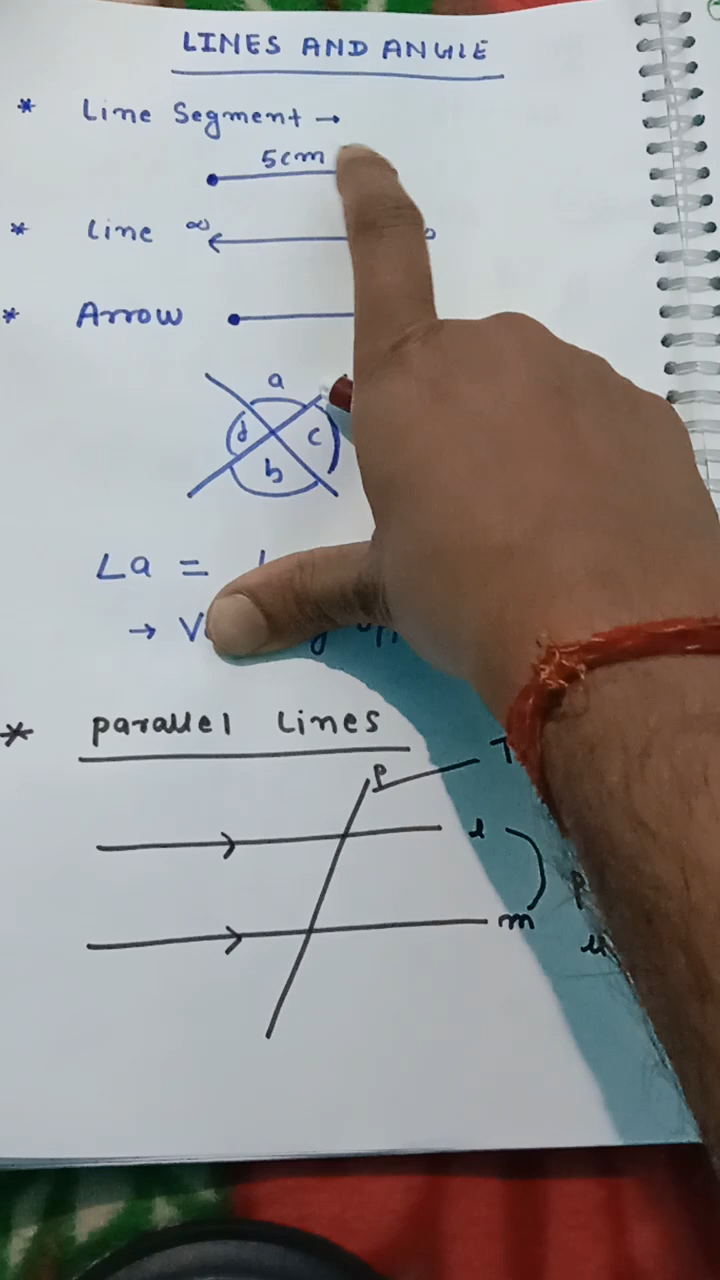 LINES AND ANGLE
* Line Segment →
5cm
* Line ∞
* Arrow
a
d c
b
∠a =
→
* parallel Lines
P T
l
m